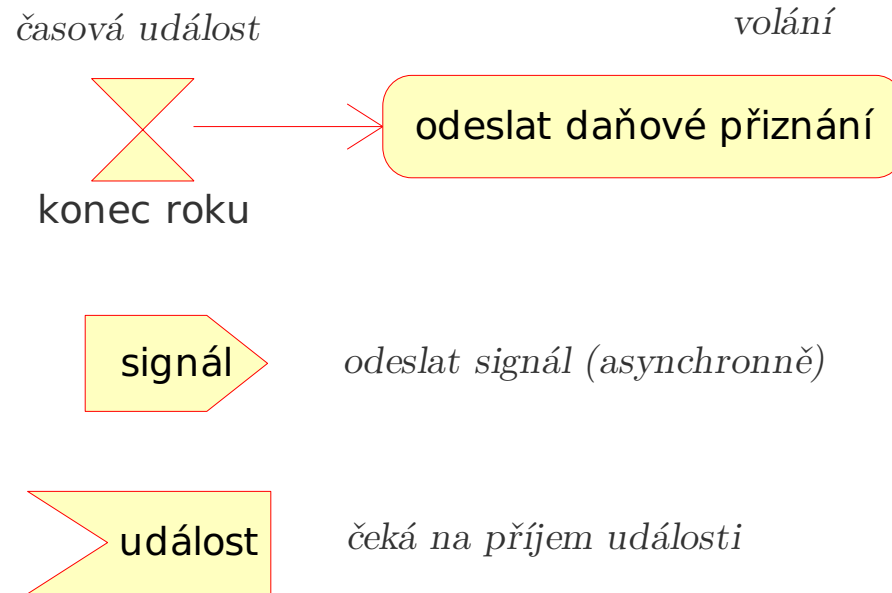 časová událost
volání
odeslat daňové přiznání
konec roku
signál
odeslat signál (asynchronně)
událost
čeká na příjem události